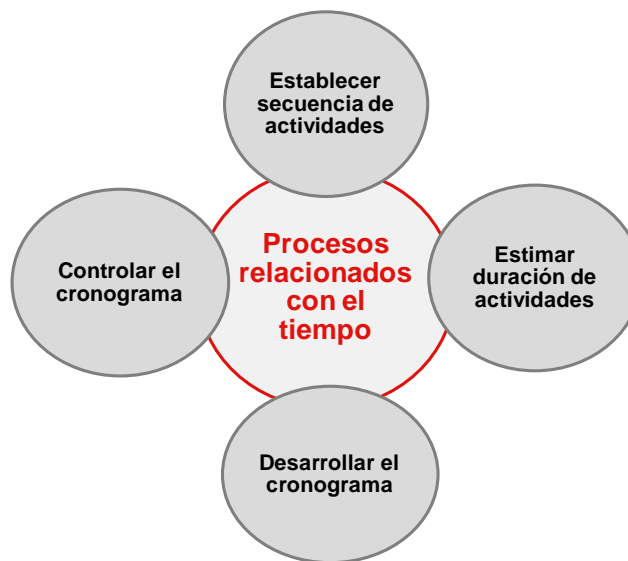 Establecer
secuencia de
actividades
Procesos
relacionados
con el
tiempo
Estimar
duración de
actividades
Controlar el
cronograma
Desarrollar el
cronograma